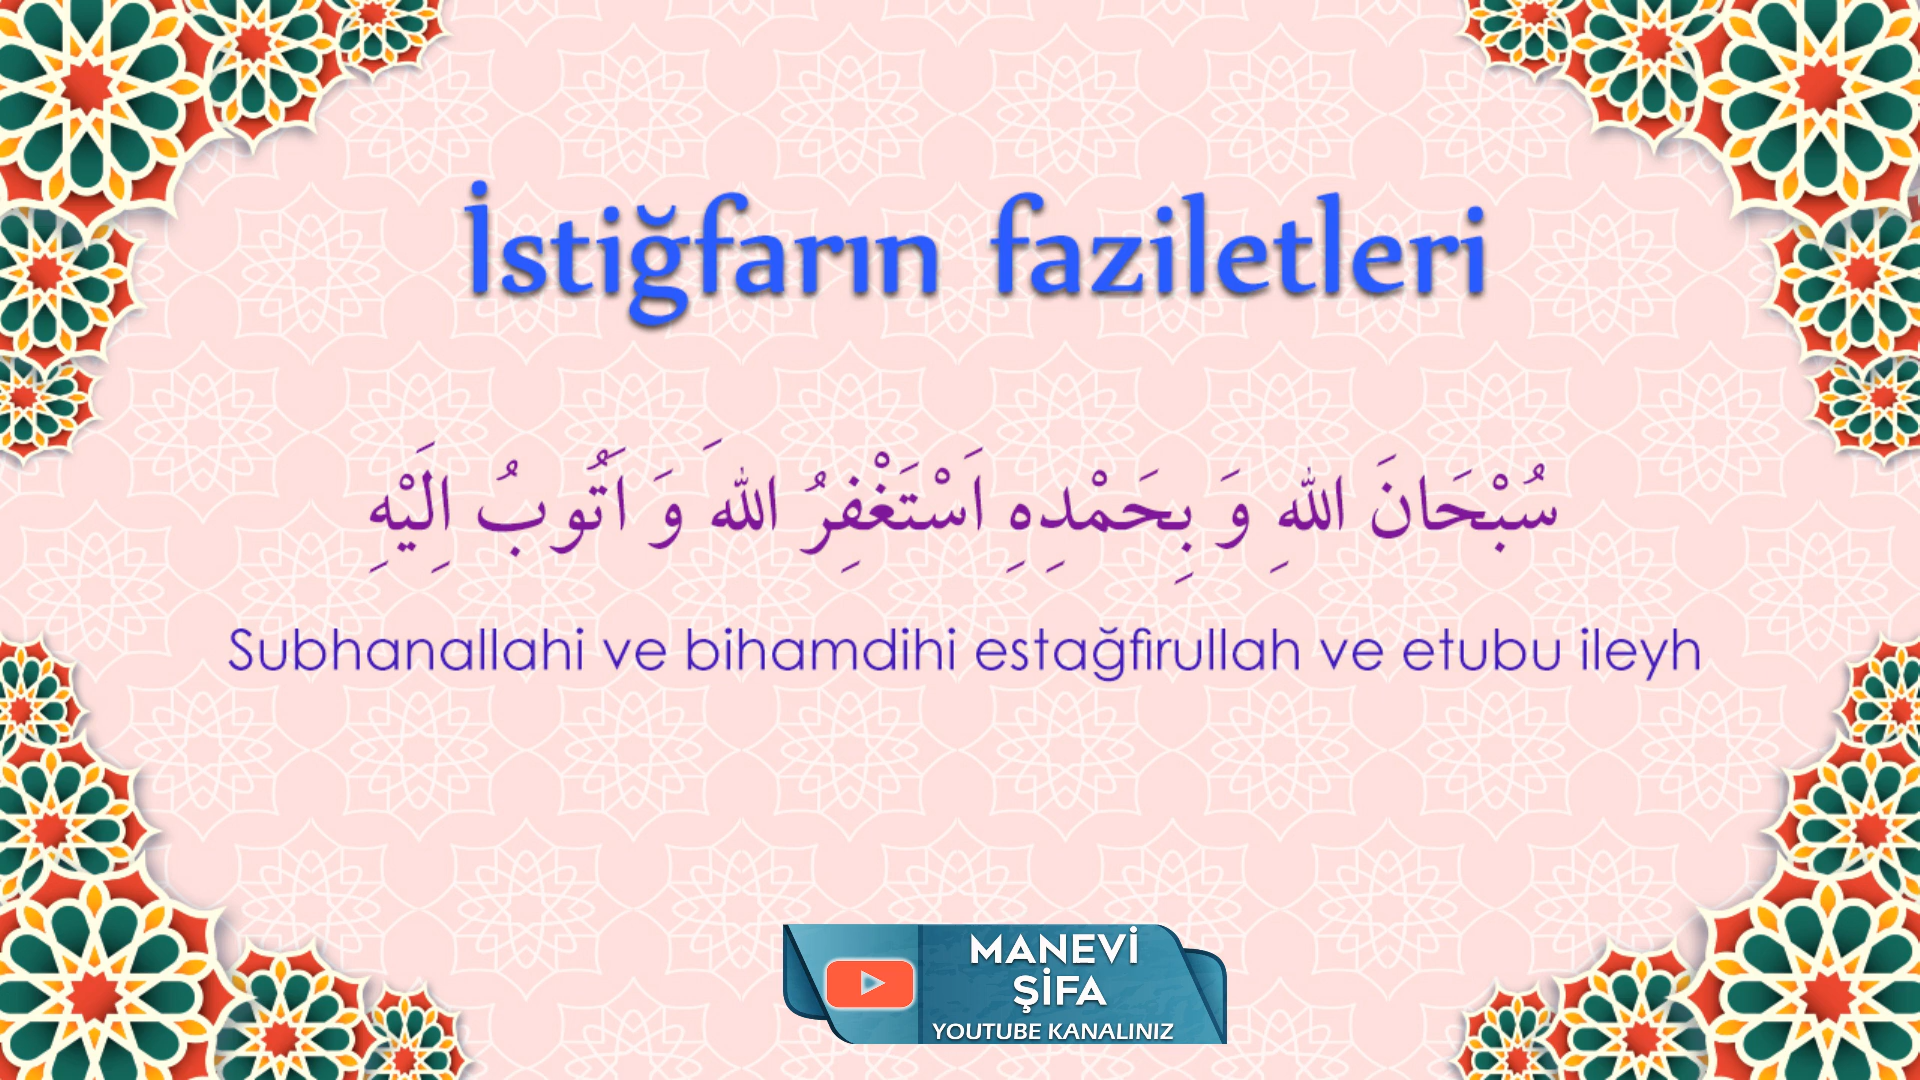 İstiğfarın faziletleri
سُبْحَانَ اللهِ وَ بِحَمْدِهِ اَسْتَغْفِرُ اللهَ وَ اَتُوبُ اِلَيْهِ
Subhanallahi ve bihamdihi estağfirullah ve etubu ileyh
MANEVİ
ŞİFA
YOUTUBE KANALINIZ